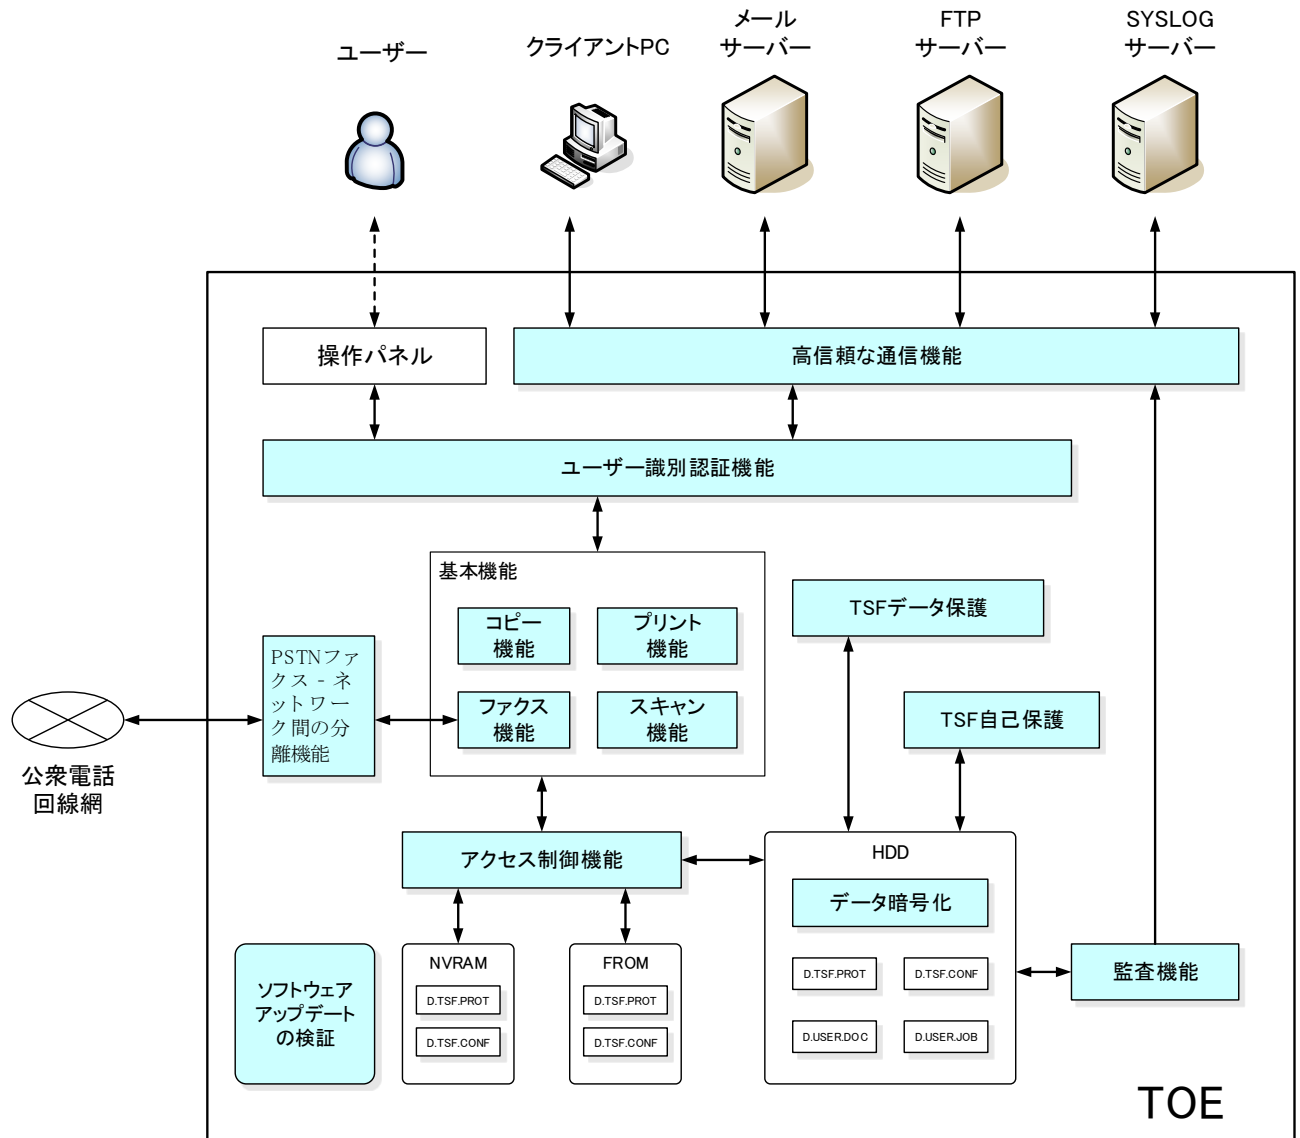 ユーザー
クライアントPC
メール
サーバー
FTP
サーバー
SYSLOG
サーバー
操作パネル
高信頼な通信機能
ユーザー識別認証機能
基本機能
コピー
機能
プリント
機能
ファクス
機能
スキャン
機能
TSFデータ保護
TSF自己保護
PSTNファ
クス - ネ
ットワー
ク間の分
離機能
公衆電話
回線網
アクセス制御機能
HDD
データ暗号化
D.TSF.PROT
D.TSF.CONF
D.USER.DOC
D.USER.JOB
監査機能
NVRAM
D.TSF.PROT
D.TSF.CONF
FROM
D.TSF.PROT
D.TSF.CONF
ソフトウェア
アップデート
の検証
TOE